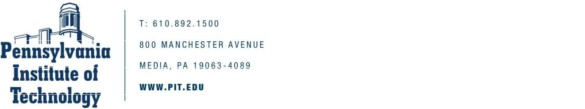 Pennsylvania
Institute of
Technology
T: 610.892.1500
800 MANCHESTER AVENUE
MEDIA, PA 19063-4089
WWW.PIT.EDU